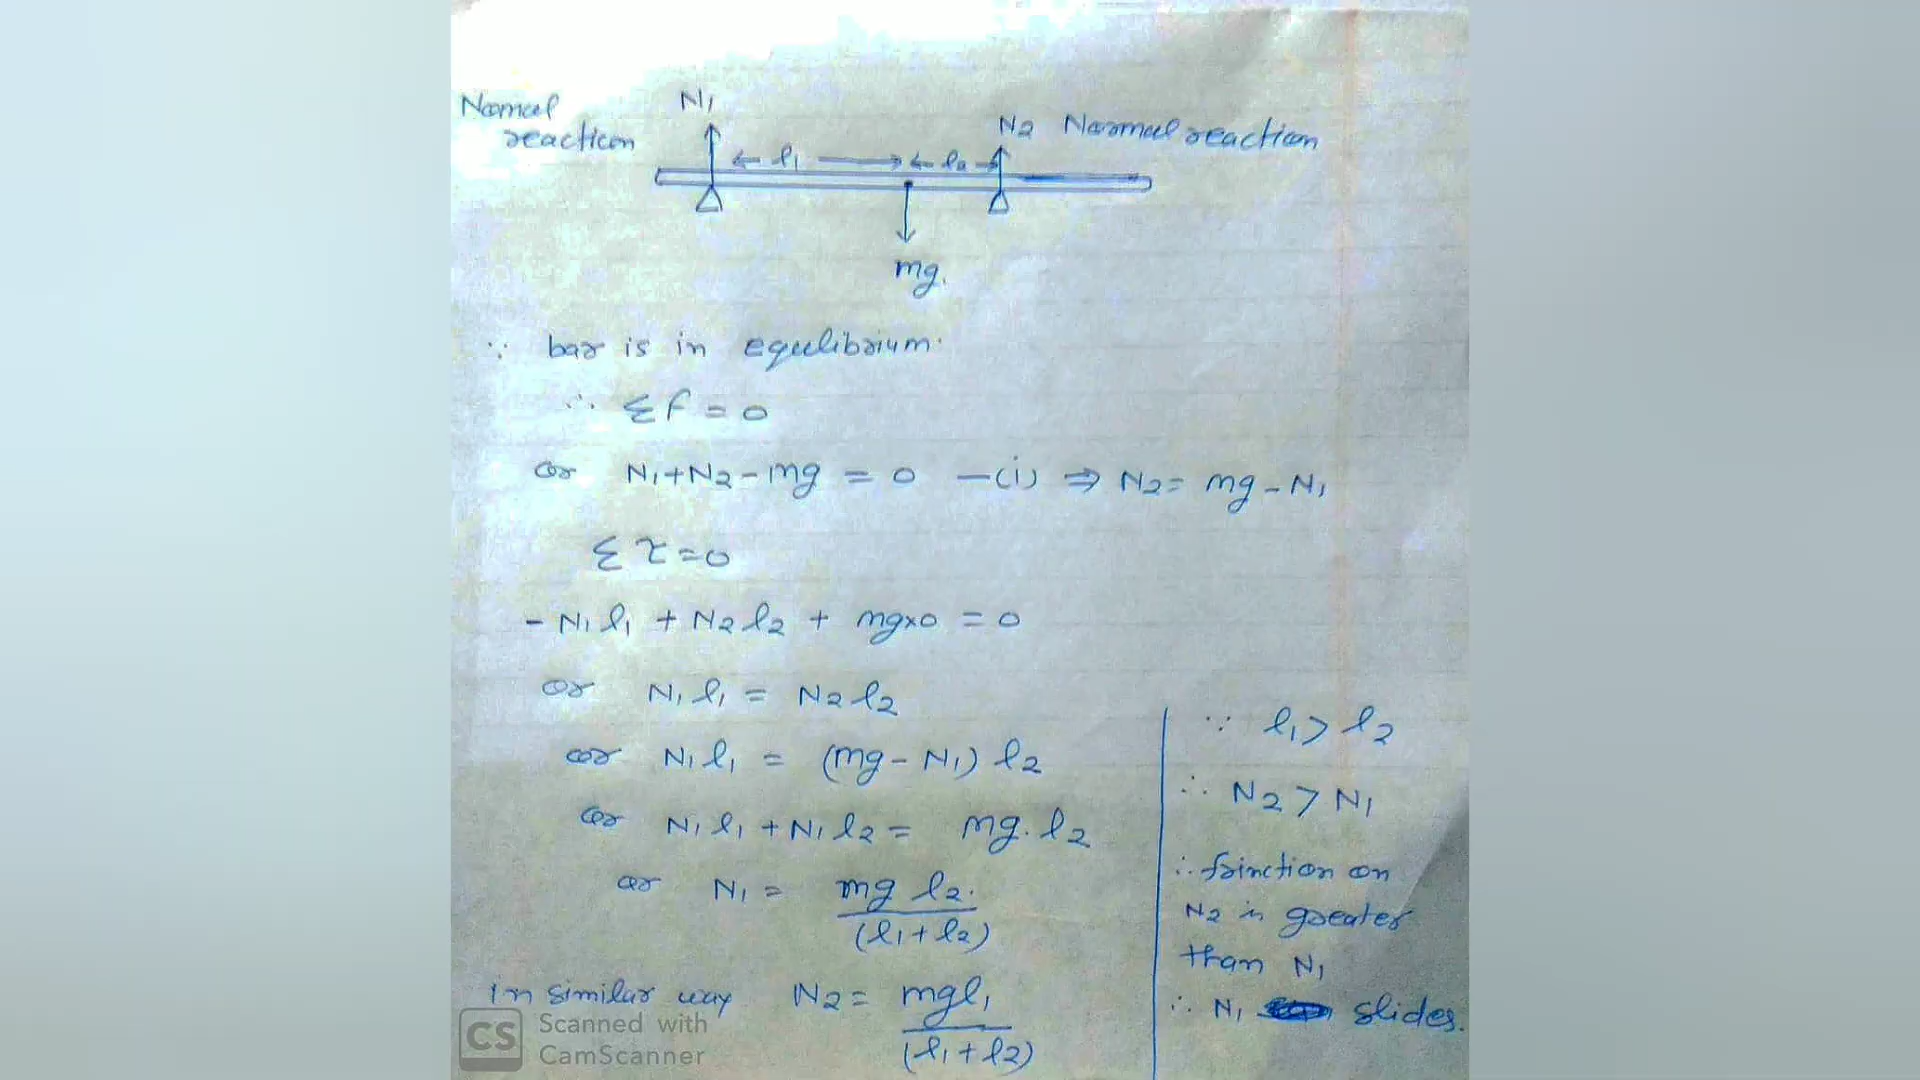 Normal
reaction
N1
N2 Normal reaction
← l1 → ← l2 →
mg.
∵ bar is in equlibrium.
∴ Σf = 0
or N1+N2-mg = 0 —(i) ⇒ N2= mg-N1
Στ=0
- N1l1 + N2l2 + mg×0 = 0
or N1l1 = N2l2
or N1l1 = (mg-N1) l2
or N1l1+N1l2 = mg.l2
or N1 = mg l2.
(l1+l2)
in similar way N2 = mgl1
(l1+l2)
∵ l1> l2
∴ N2 > N1
∴ frinction on
N2 is greater
than N1
∴ N1 slides.
CS Scanned with
CamScanner